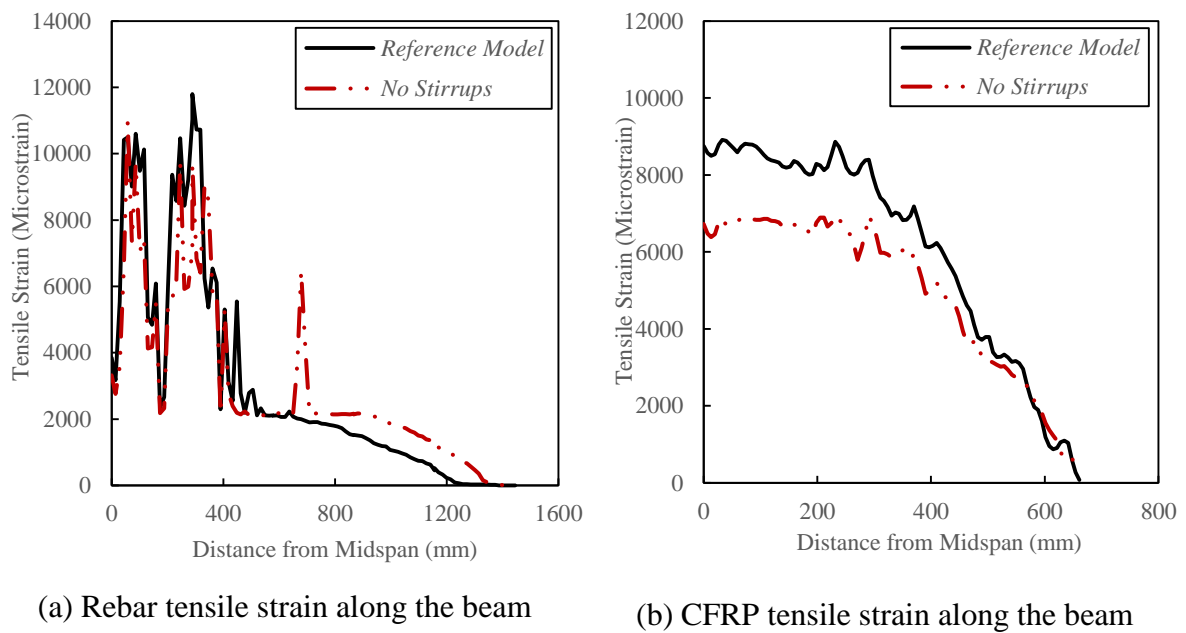 14000
12000
10000
8000
6000
4000
2000
0
Tensile Strain (Microstrain)
Reference Model
No Stirrups
0 400 800 1200 1600
Distance from Midspan (mm)
(a) Rebar tensile strain along the beam
12000
10000
8000
6000
4000
2000
0
Tensile Strain (Microstrain)
Reference Model
No Stirrups
0 200 400 600 800
Distance from Midspan (mm)
(b) CFRP tensile strain along the beam